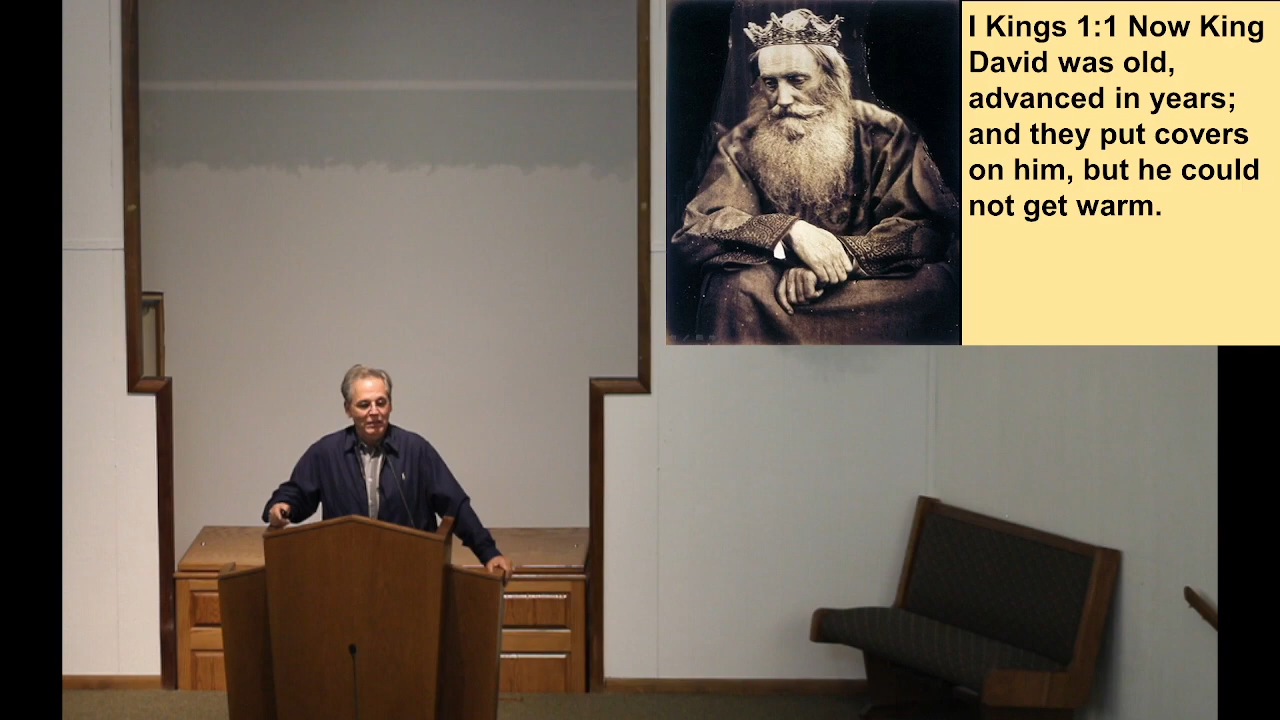 I Kings 1:1 Now King
David was old,
advanced in years;
and they put covers
on him, but he could
not get warm.